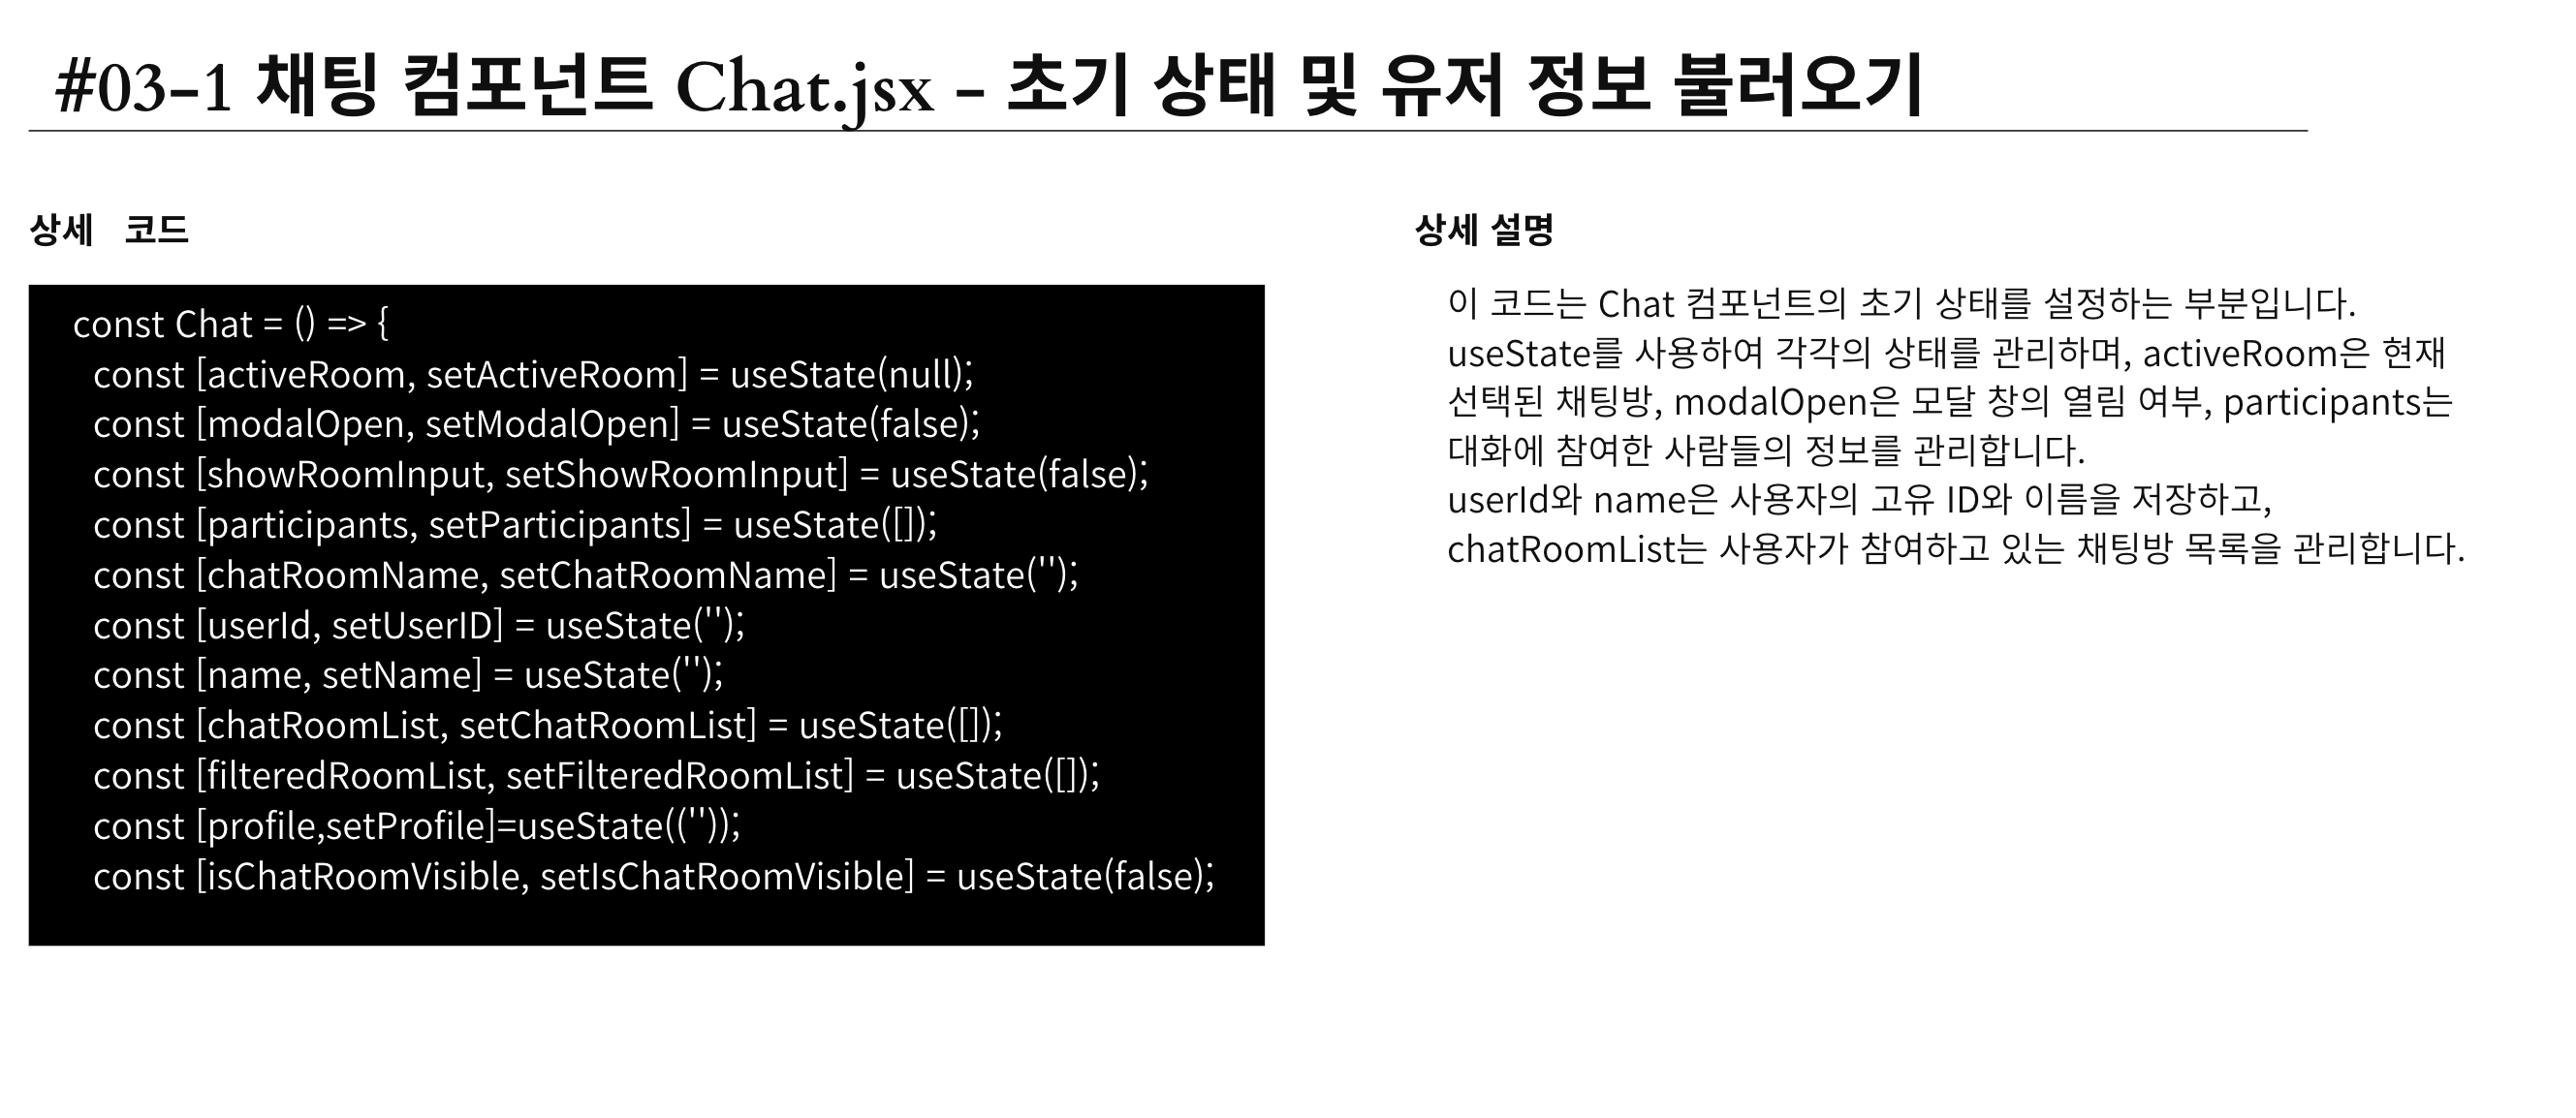 #03-1 채팅 컴포넌트 Chat.jsx - 초기 상태 및 유저 정보 불러오기
상세 코드
const Chat = () => {
const [activeRoom, setActiveRoom] = useState(null);
const [modalOpen, setModalOpen] = useState(false);
const [showRoomInput, setShowRoomInput] = useState(false);
const [participants, setParticipants] = useState([]);
const [chatRoomName, setChatRoomName] = useState('');
const [userId, setUserID] = useState('');
const [name, setName] = useState('');
const [chatRoomList, setChatRoomList] = useState([]);
const [filteredRoomList, setFilteredRoomList] = useState([]);
const [profile,setProfile]=useState((''));
const [isChatRoomVisible, setIsChatRoomVisible] = useState(false);
상세 설명
이 코드는 Chat 컴포넌트의 초기 상태를 설정하는 부분입니다.
useState를 사용하여 각각의 상태를 관리하며, activeRoom은 현재
선택된 채팅방, modalOpen은 모달 창의 열림 여부, participants는
대화에 참여한 사람들의 정보를 관리합니다.
userId와 name은 사용자의 고유 ID와 이름을 저장하고,
chatRoomList는 사용자가 참여하고 있는 채팅방 목록을 관리합니다.